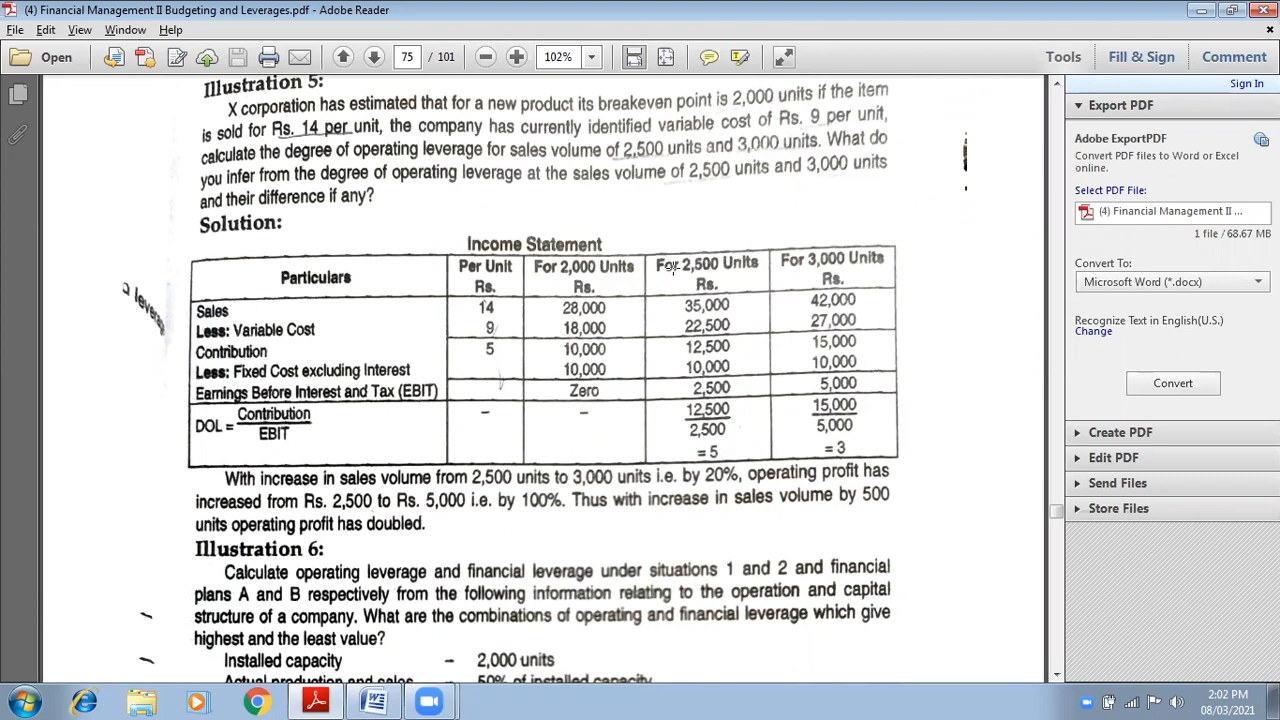 (4) Financial Management II Budgeting and Leverages.pdf - Adobe Reader
File Edit View Window Help
Open 75 / 101 102% Tools Fill & Sign Comment
Sign In
Export PDF
Adobe ExportPDF
Convert PDF files to Word or Excel
online.
Select PDF File:
(4) Financial Management II ...
1 file / 68.67 MB
Convert To:
Microsoft Word (*.docx)
Recognize Text in English(U.S.)
Change
Convert
Create PDF
Edit PDF
Send Files
Store Files
Illustration 5:
X corporation has estimated that for a new product its breakeven point is 2,000 units if the item
is sold for Rs. 14 per unit, the company has currently identified variable cost of Rs. 9 per unit,
calculate the degree of operating leverage for sales volume of 2,500 units and 3,000 units. What do
you infer from the degree of operating leverage at the sales volume of 2,500 units and 3,000 units
and their difference if any?
Solution:
Income Statement
Particulars Per Unit Rs. For 2,000 Units Rs. For 2,500 Units Rs. For 3,000 Units Rs.
Sales 14 28,000 35,000 42,000
Less: Variable Cost 9 18,000 22,500 27,000
Contribution 5 10,000 12,500 15,000
Less: Fixed Cost excluding Interest 10,000 10,000 10,000
Earnings Before Interest and Tax (EBIT) Zero 2,500 5,000
DOL = Contribution / EBIT – – 12,500 / 2,500 15,000 / 5,000
= 5 = 3
With increase in sales volume from 2,500 units to 3,000 units i.e. by 20%, operating profit has
increased from Rs. 2,500 to Rs. 5,000 i.e. by 100%. Thus with increase in sales volume by 500
units operating profit has doubled.
Illustration 6:
Calculate operating leverage and financial leverage under situations 1 and 2 and financial
plans A and B respectively from the following information relating to the operation and capital
structure of a company. What are the combinations of operating and financial leverage which give
highest and the least value?
Installed capacity – 2,000 units
Actual production and sales 50% of installed capacity
2:02 PM
08/03/2021